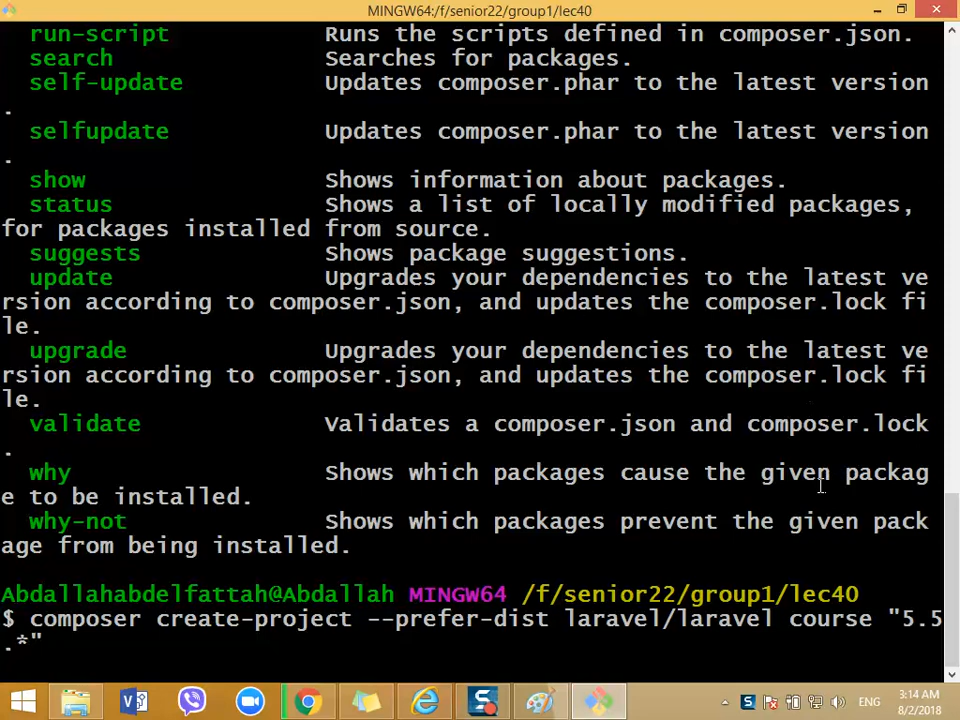 MINGW64:/f/senior22/group1/lec40
run-script Runs the scripts defined in composer.json.
search Searches for packages.
self-update Updates composer.phar to the latest version
.
selfupdate Updates composer.phar to the latest version
.
show Shows information about packages.
status Shows a list of locally modified packages,
for packages installed from source.
suggests Shows package suggestions.
update Upgrades your dependencies to the latest ve
rsion according to composer.json, and updates the composer.lock fi
le.
upgrade Upgrades your dependencies to the latest ve
rsion according to composer.json, and updates the composer.lock fi
le.
validate Validates a composer.json and composer.lock
.
why Shows which packages cause the given packag
e to be installed.
why-not Shows which packages prevent the given pack
age from being installed.
Abdallahabdelfattah@Abdallah MINGW64 /f/senior22/group1/lec40
$ composer create-project --prefer-dist laravel/laravel course "5.5
.*"
ENG
3:14 AM
8/2/2018